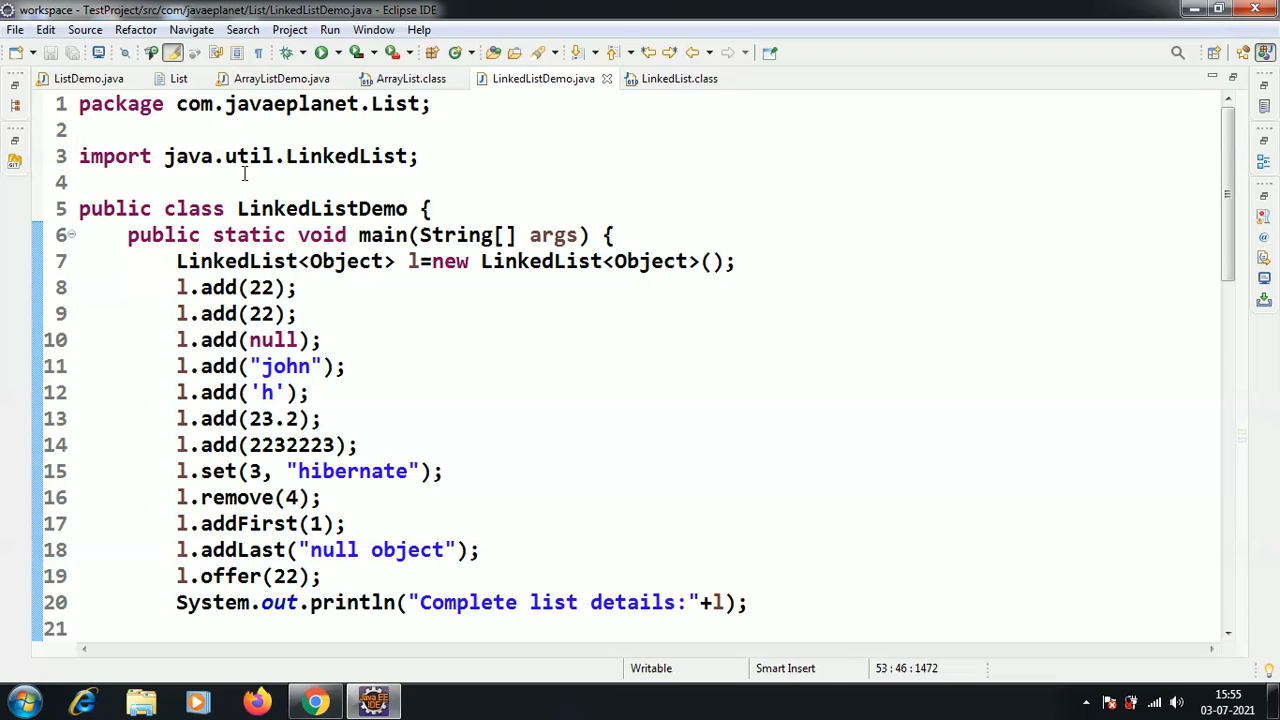 workspace - TestProject/src/com/javaeplanet/List/LinkedListDemo.java - Eclipse IDE
File Edit Source Refactor Navigate Search Project Run Window Help
ListDemo.java List ArrayListDemo.java ArrayList.class LinkedListDemo.java LinkedList.class
1 package com.javaeplanet.List;
2
3 import java.util.LinkedList;
4
5 public class LinkedListDemo {
6 public static void main(String[] args) {
7 LinkedList<Object> l=new LinkedList<Object>();
8 l.add(22);
9 l.add(22);
10 l.add(null);
11 l.add("john");
12 l.add('h');
13 l.add(23.2);
14 l.add(2232223);
15 l.set(3, "hibernate");
16 l.remove(4);
17 l.addFirst(1);
18 l.addLast("null object");
19 l.offer(22);
20 System.out.println("Complete list details:"+l);
21
Writable Smart Insert 53 : 46 : 1472
Java EE IDE
15:55
03-07-2021